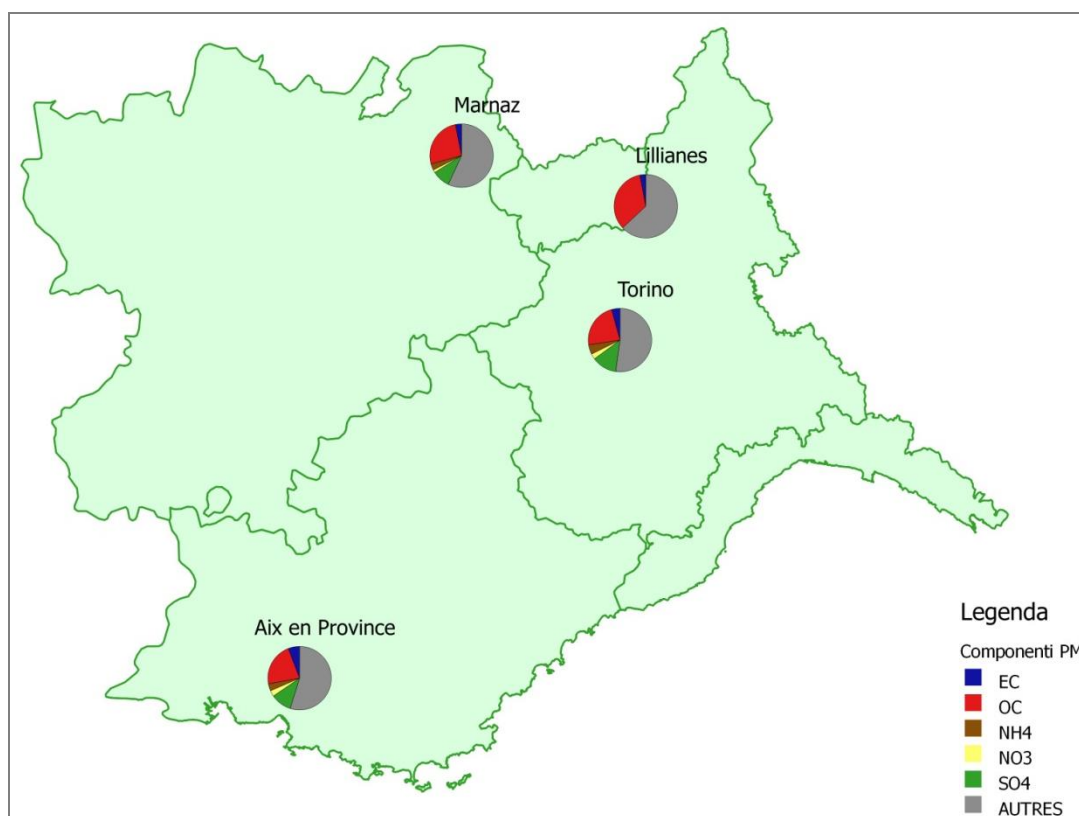 Marnaz
Lillianes
Torino
Aix en Province
Legenda
Componenti PM
EC
OC
NH4
NO3
SO4
AUTRES